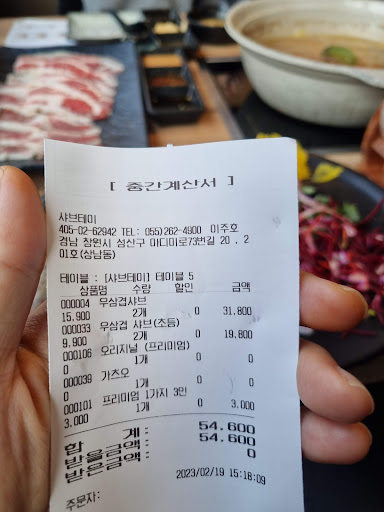 [ 중간계산서 ]
샤브테이
405-02-62942 TEL: 055)262-4900 이주호
경남 창원시 성산구 마디미로73번길 20 . 2
이호(상남동)
테이블 : [샤브테이] 테이블 5
상품명 수량 할인 금액
000004 우삼겹샤브
15.900 2개 0 31.800
000033 우삼겹 샤브(초등)
9.900 2개 0 19.800
000106 오리지널 (프리미엄)
0 1개 0 0
000039 가츠오
0 1개 0 0
000101 프리미엄 1가지 3인
3.000 1개 0 3.000
합 계: 54.600
받을금액: 54.600
받은금액: 0
2023/02/19 15:18:09
주문자: